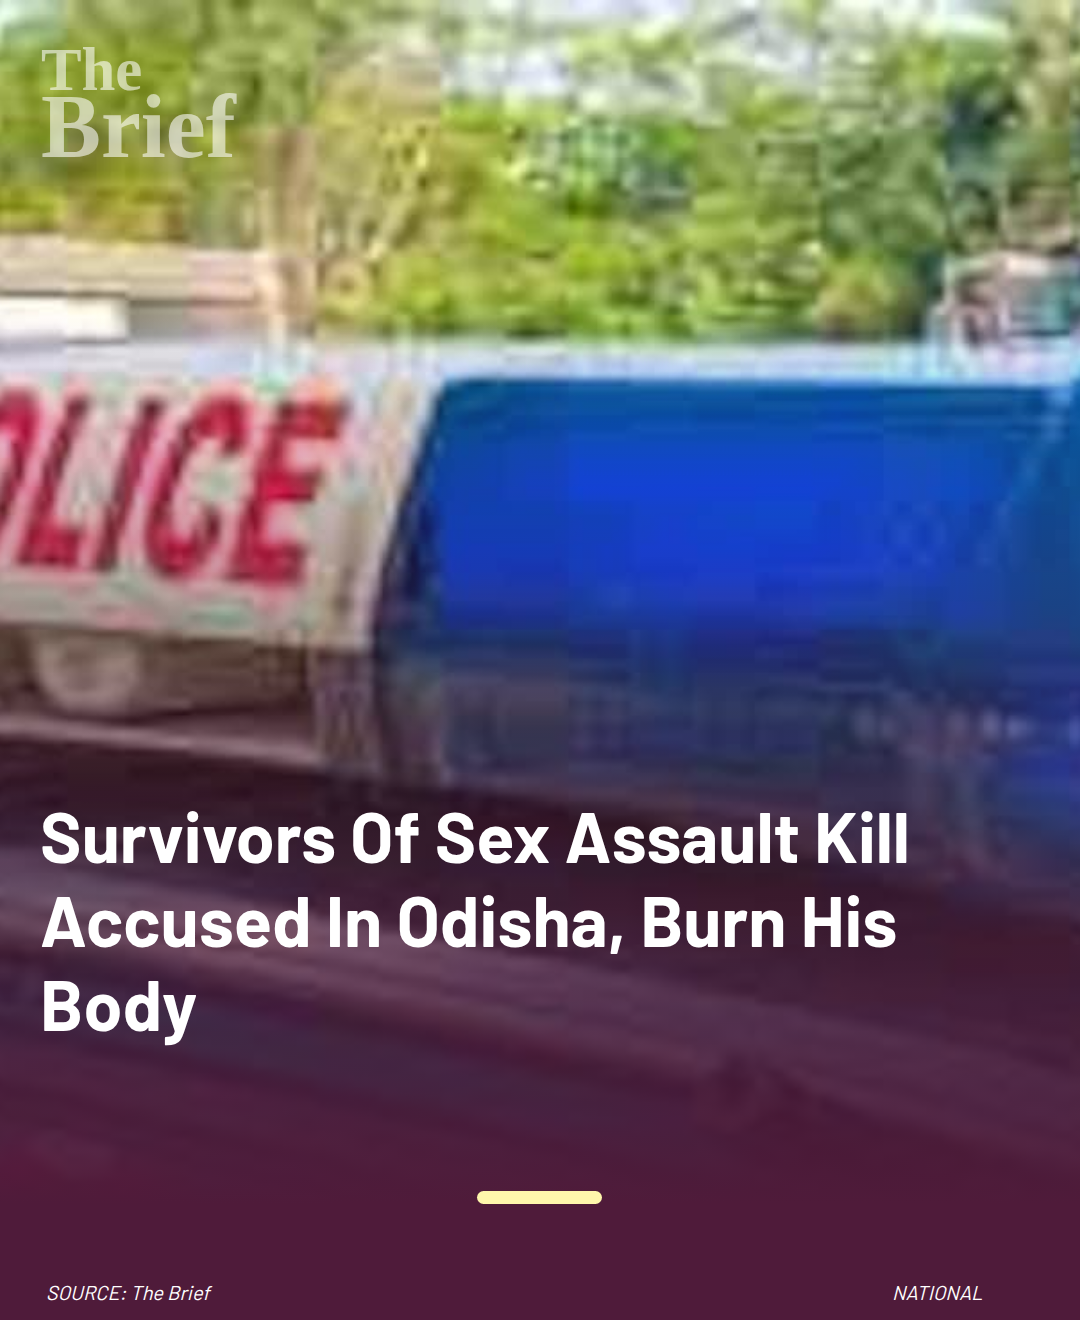 The
Brief
OLICE
Survivors Of Sex Assault Kill
Accused In Odisha, Burn His
Body
SOURCE: The Brief
NATIONAL